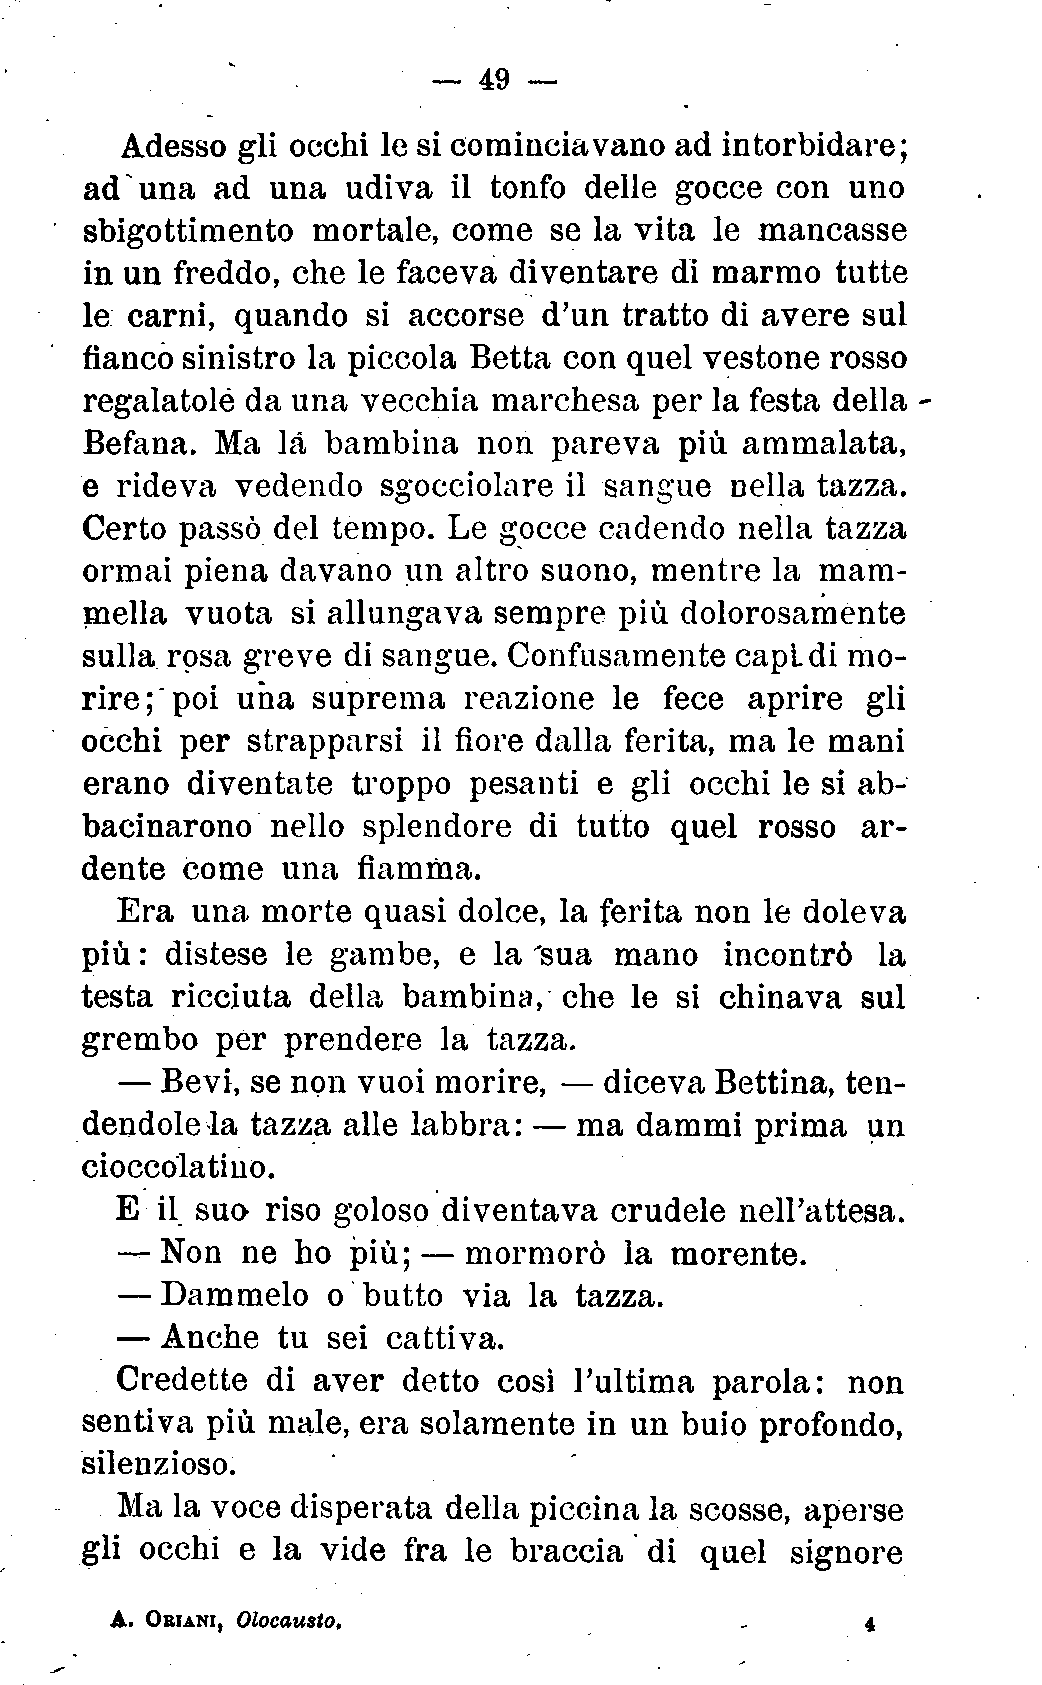 — 49 —
Adesso gli occhi le si cominciavano ad intorbidare;
ad una ad una udiva il tonfo delle gocce con uno
sbigottimento mortale, come se la vita le mancasse
in un freddo, che le faceva diventare di marmo tutte
le carni, quando si accorse d'un tratto di avere sul
fianco sinistro la piccola Betta con quel vestone rosso
regalatole da una vecchia marchesa per la festa della
Befana. Ma la bambina non pareva più ammalata,
e rideva vedendo sgocciolare il sangue nella tazza.
Certo passò del tempo. Le gocce cadendo nella tazza
ormai piena davano un altro suono, mentre la mam-
mella vuota si allungava sempre più dolorosamente
sulla rosa greve di sangue. Confusamente capì di mo-
rire; poi una suprema reazione le fece aprire gli
occhi per strapparsi il fiore dalla ferita, ma le mani
erano diventate troppo pesanti e gli occhi le si ab-
bacinarono nello splendore di tutto quel rosso ar-
dente come una fiamma.
Era una morte quasi dolce, la ferita non le doleva
più: distese le gambe, e la sua mano incontrò la
testa ricciuta della bambina, che le si chinava sul
grembo per prendere la tazza.
— Bevi, se non vuoi morire, — diceva Bettina, ten-
dendole la tazza alle labbra: — ma dammi prima un
cioccolatino.
E il suo riso goloso diventava crudele nell'attesa.
— Non ne ho più; — mormorò la morente.
— Dammelo o butto via la tazza.
— Anche tu sei cattiva.
Credette di aver detto così l'ultima parola: non
sentiva più male, era solamente in un buio profondo,
silenzioso.
Ma la voce disperata della piccina la scosse, aperse
gli occhi e la vide fra le braccia di quel signore
A. ORIANI, Olocausto. 4